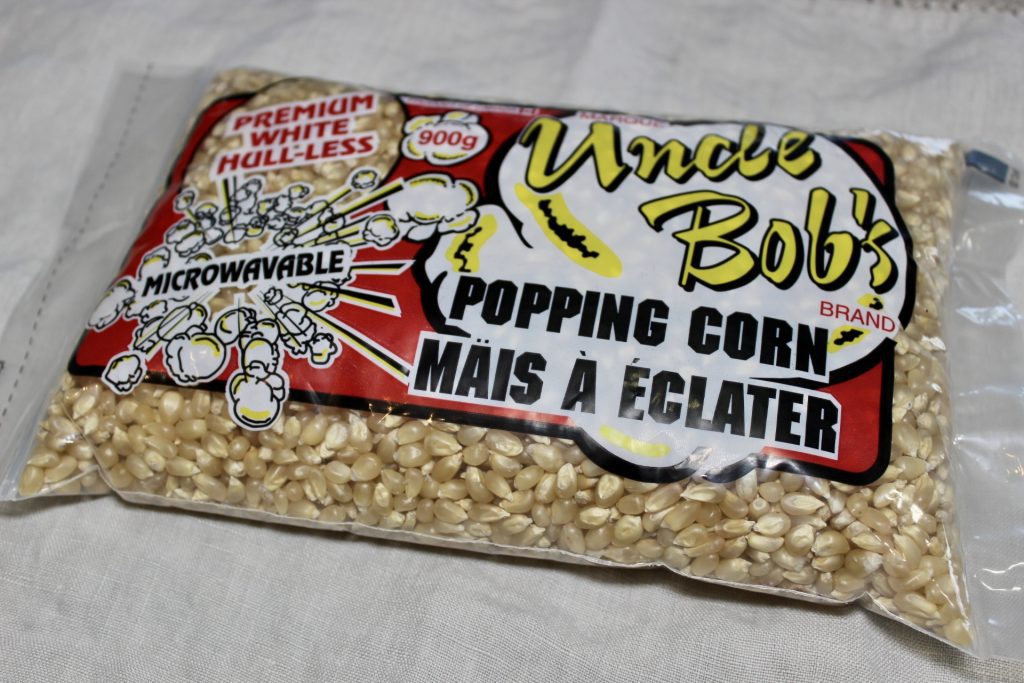 PREMIUM
WHITE
HULL-LESS
900g
MICROWAVABLE
MARQUE
Uncle
Bob's
BRAND
POPPING CORN
MÄIS À ÉCLATER